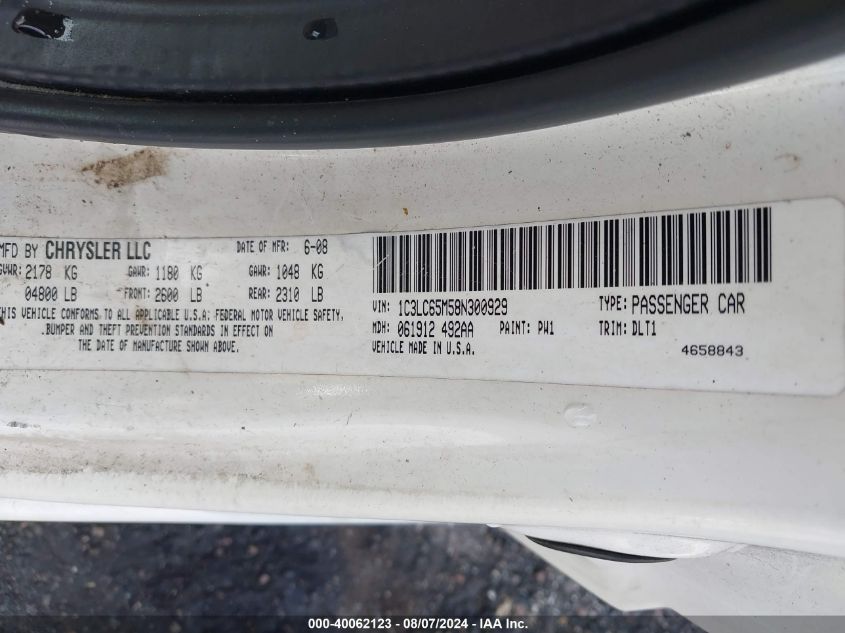 MFD BY CHRYSLER LLC
DATE OF MFR: 6-08
GVWR: 2178 KG GAWR: 1180 KG GAWR: 1048 KG
04800 LB FRONT: 2600 LB REAR: 2310 LB
THIS VEHICLE CONFORMS TO ALL APPLICABLE U.S.A. FEDERAL MOTOR VEHICLE SAFETY,
BUMPER AND THEFT PREVENTION STANDARDS IN EFFECT ON
THE DATE OF MANUFACTURE SHOWN ABOVE.
VIN: 1C3LC65M58N300929 TYPE: PASSENGER CAR
MDH: 061912 492AA PAINT: PW1 TRIM: DLT1
VEHICLE MADE IN U.S.A. 4658843
000-40062123 - 08/07/2024 - IAA Inc.